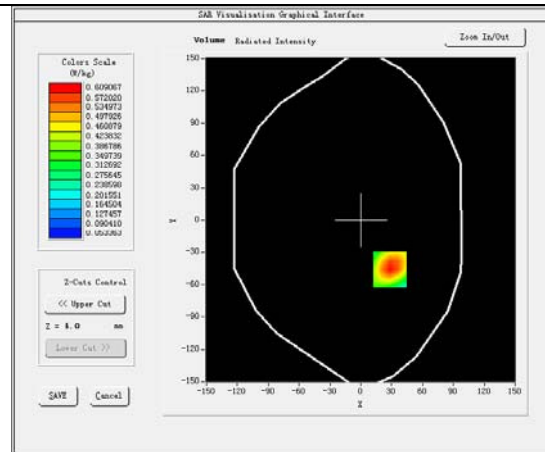 SAR Visualisation Graphical Interface
Volume Radiated Intensity
Zoom In/Out
Colors Scale
(W/kg)
0.609067
0.572020
0.534973
0.497926
0.460879
0.423832
0.386786
0.349739
0.312692
0.275645
0.238598
0.201551
0.164504
0.127457
0.090410
0.053363
150
120
90
60
30
0
-30
-60
-90
-120
-150
Y
-150 -120 -90 -60 -30 0 30 60 90 120 150
X
Z-Cuts Control
<< Upper Cut
Z = 4.0 mm
Lower Cut >>
SAVE
Cancel